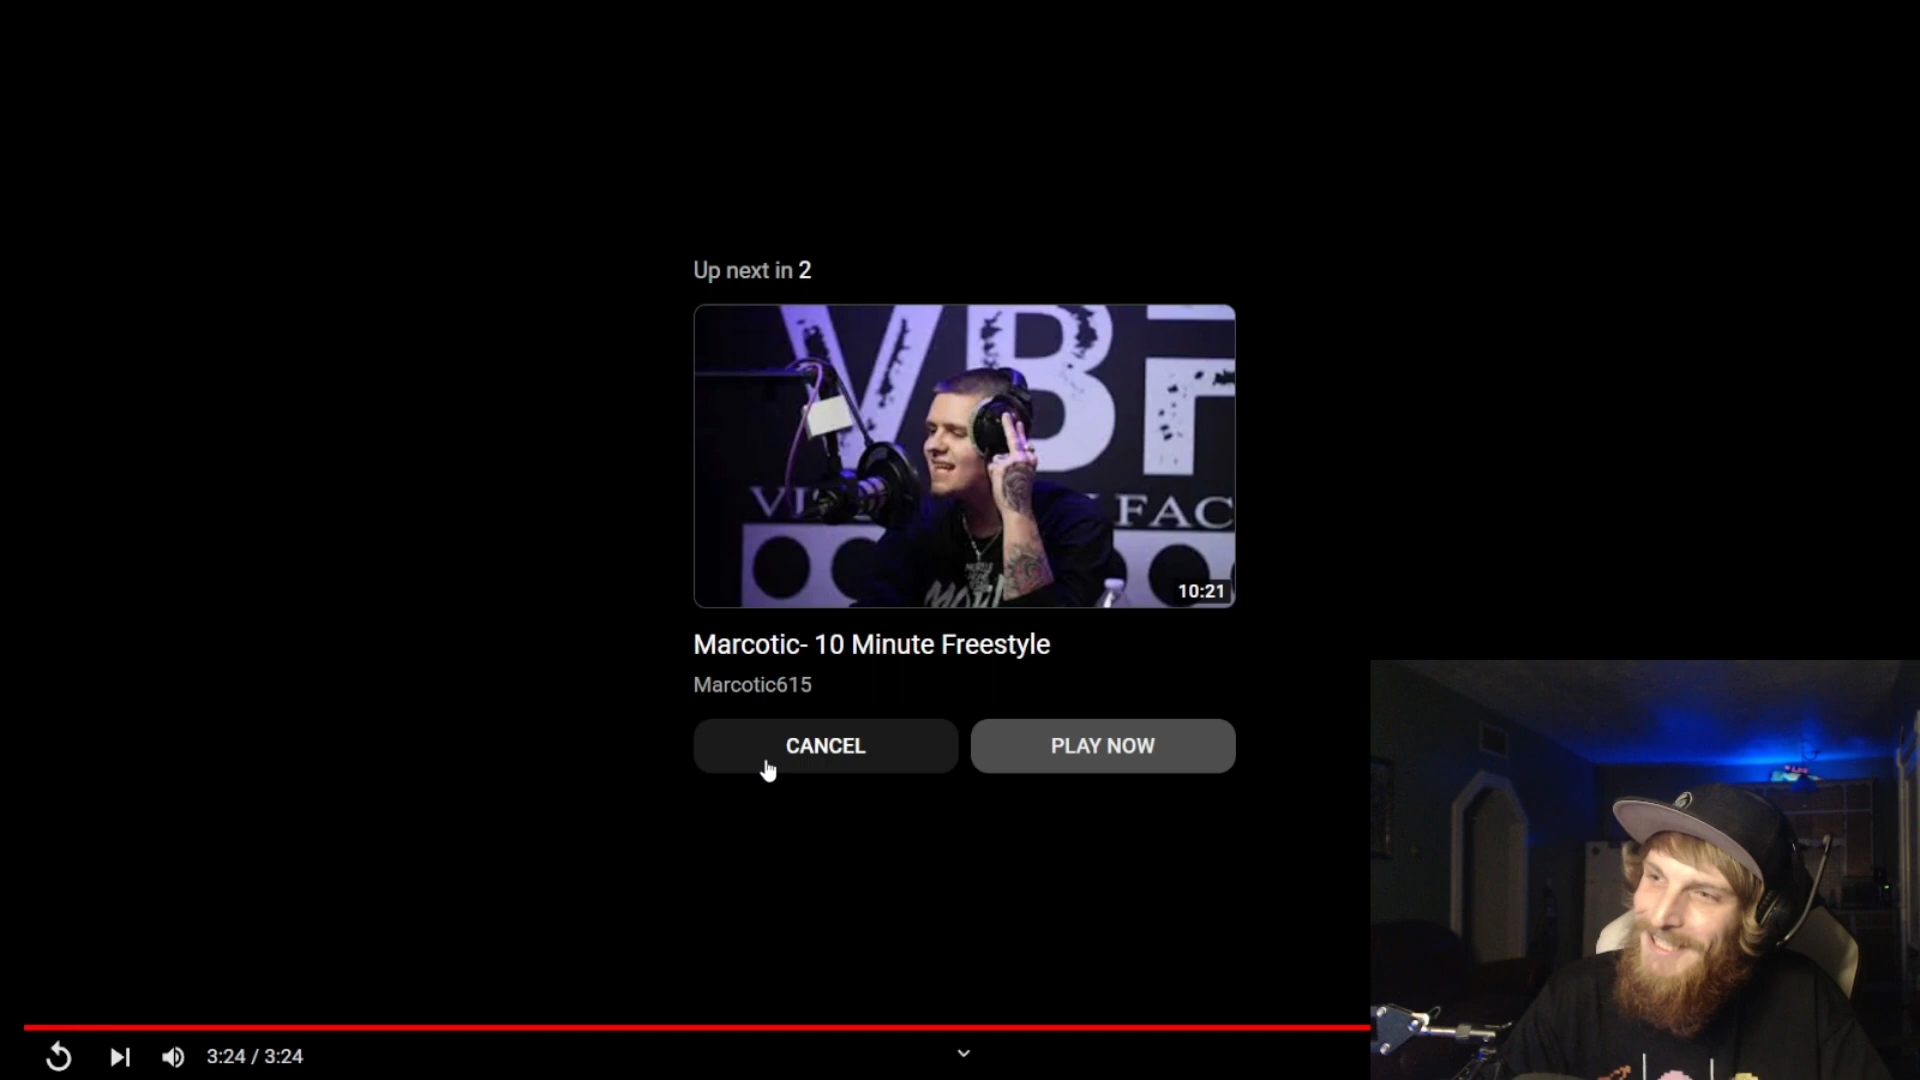 Up next in 2
VBF
FAC
10:21
Marcotic- 10 Minute Freestyle
Marcotic615
CANCEL
PLAY NOW
3:24 / 3:24